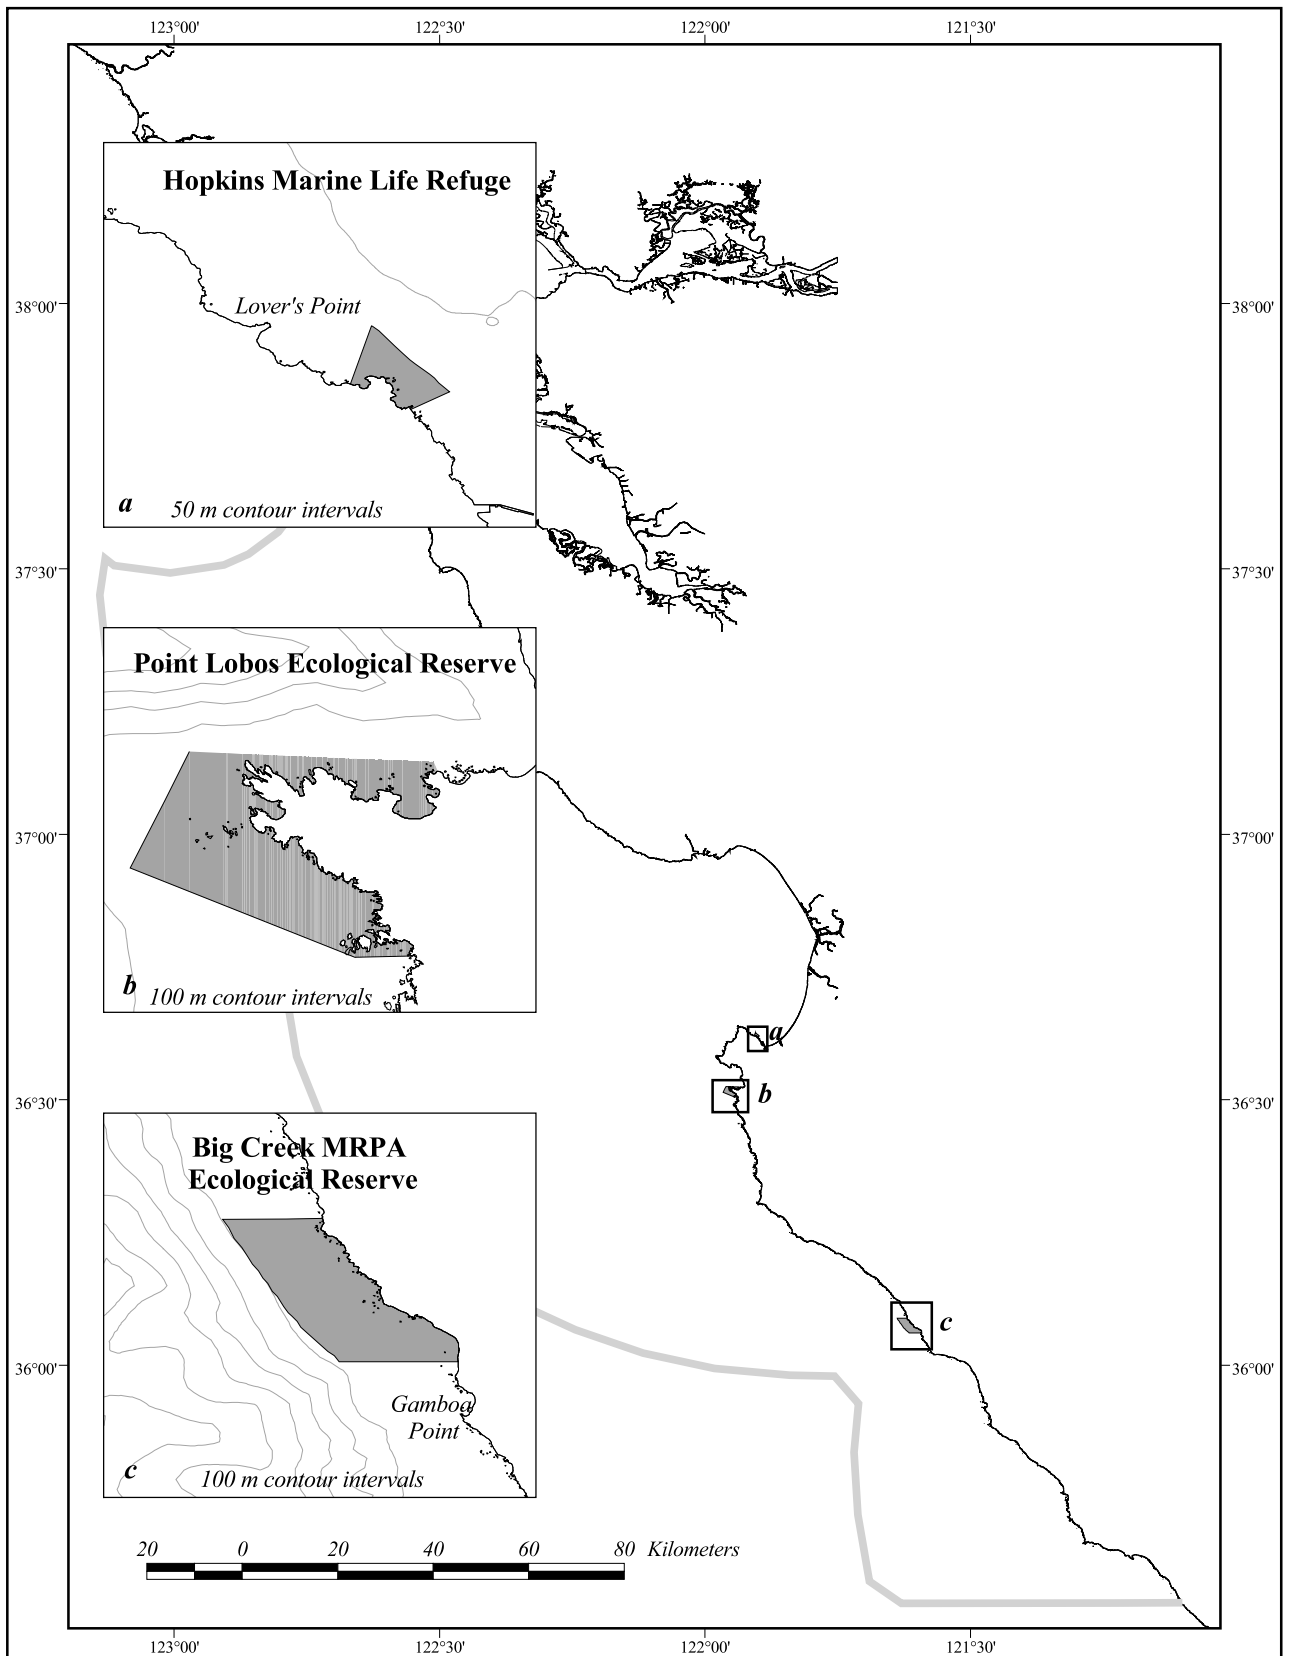 123°00' 122°30' 122°00' 121°30'
Hopkins Marine Life Refuge
38°00' Lover's Point 38°00'
a 50 m contour intervals
37°30' 37°30'
Point Lobos Ecological Reserve
37°00' 37°00'
b 100 m contour intervals
a
b
36°30' 36°30'
Big Creek MRPA
Ecological Reserve
c
36°00' 36°00'
Gamboa
Point
c 100 m contour intervals
20 0 20 40 60 80 Kilometers
123°00' 122°30' 122°00' 121°30'